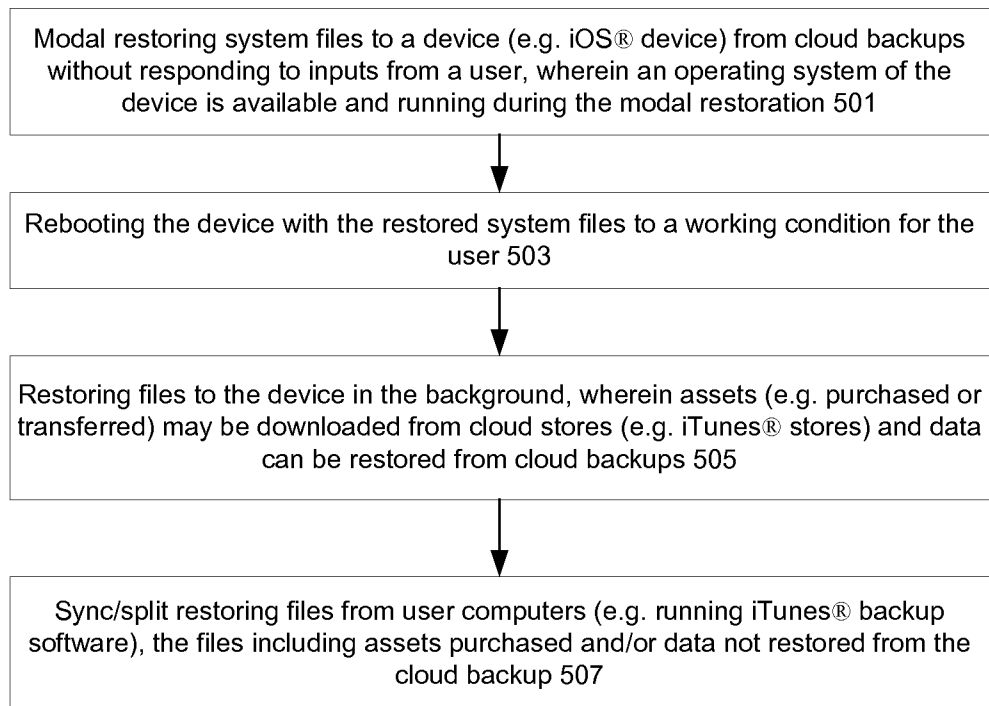 Modal restoring system files to a device (e.g. iOS® device) from cloud backups
without responding to inputs from a user, wherein an operating system of the
device is available and running during the modal restoration 501
Rebooting the device with the restored system files to a working condition for the
user 503
Restoring files to the device in the background, wherein assets (e.g. purchased or
transferred) may be downloaded from cloud stores (e.g. iTunes® stores) and data
can be restored from cloud backups 505
Sync/split restoring files from user computers (e.g. running iTunes® backup
software), the files including assets purchased and/or data not restored from the
cloud backup 507